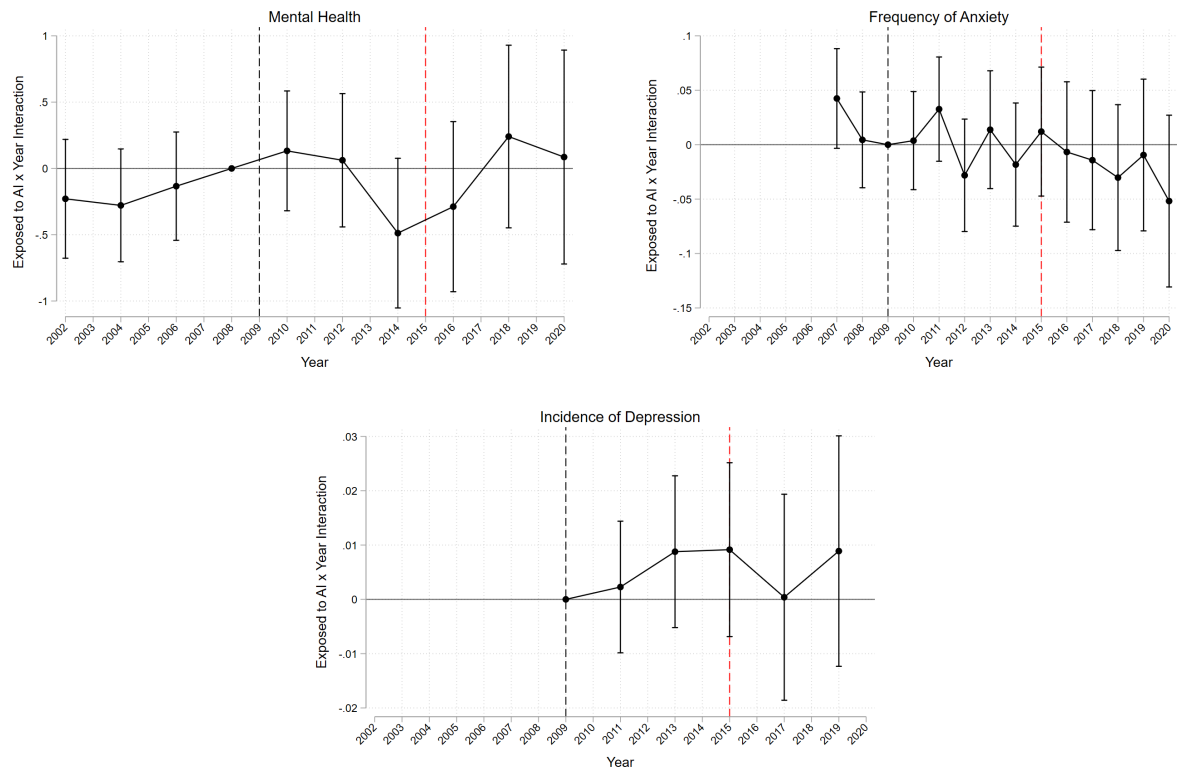 Mental Health
Exposed to AI x Year Interaction
1
.5
0
-.5
-1
2002 2003 2004 2005 2006 2007 2008 2009 2010 2011 2012 2013 2014 2015 2016 2017 2018 2019 2020
Year
Frequency of Anxiety
Exposed to AI x Year Interaction
.1
.05
0
-.05
-.1
-.15
2002 2003 2004 2005 2006 2007 2008 2009 2010 2011 2012 2013 2014 2015 2016 2017 2018 2019 2020
Year
Incidence of Depression
Exposed to AI x Year Interaction
.03
.02
.01
0
-.01
-.02
2002 2003 2004 2005 2006 2007 2008 2009 2010 2011 2012 2013 2014 2015 2016 2017 2018 2019 2020
Year